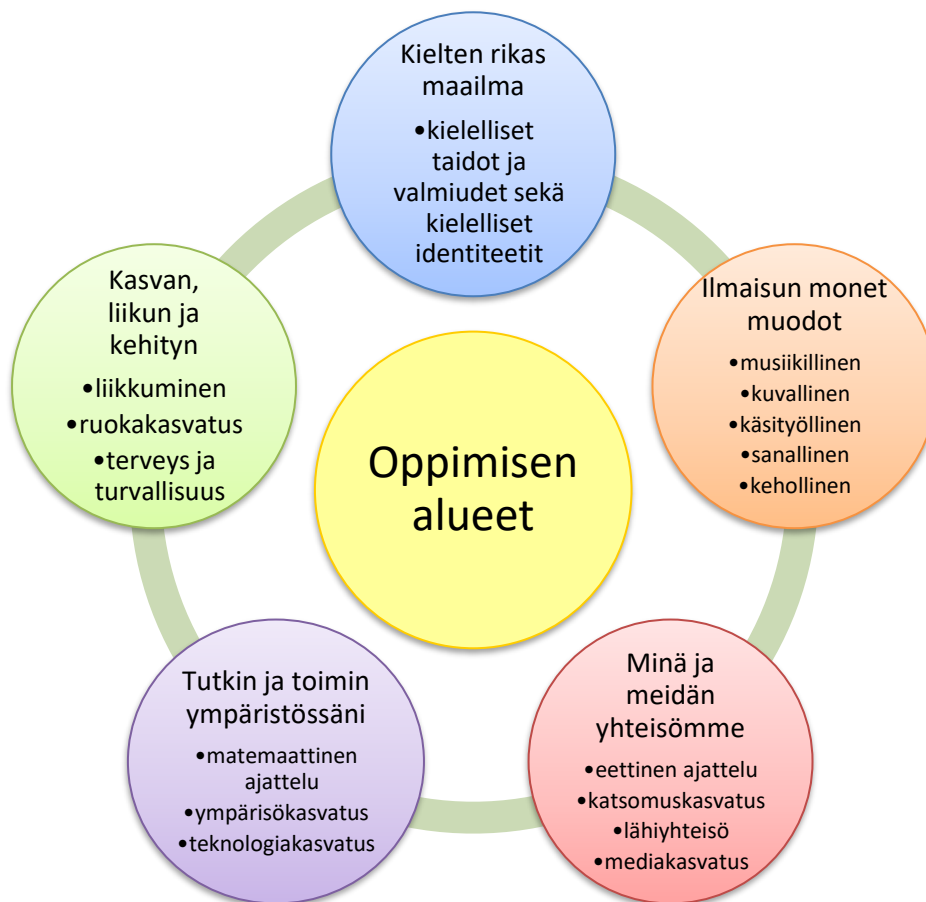 Kielten rikas
maailma
•kielelliset
taidot ja
valmiudet sekä
kielelliset
identiteetit
Ilmaisun monet
muodot
•musiikillinen
•kuvallinen
•käsityöllinen
•sanallinen
•kehollinen
Minä ja
meidän
yhteisömme
•eettinen ajattelu
•katsomuskasvatus
•lähiyhteisö
•mediakasvatus
Tutkin ja toimin
ympäristössäni
•matemaattinen
ajattelu
•ympärisökasvatus
•teknologiakasvatus
Kasvan,
liikun ja
kehityn
•liikkuminen
•ruokakasvatus
•terveys ja
turvallisuus
Oppimisen
alueet